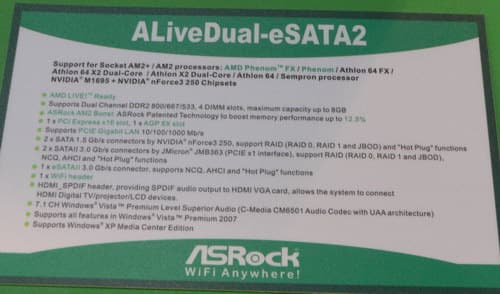 ALiveDual-eSATA2
Support for Socket AM2+ / AM2 processors: AMD Phenom™ FX / Phenom / Athlon 64 FX /
Athlon 64 X2 Dual-Core / Athlon X2 Dual-Core / Athlon 64 / Sempron processor
NVIDIA® M1695 + NVIDIA® nForce3 250 Chipsets
AMD LIVE!™ Ready
Supports Dual Channel DDR2 800/667/533, 4 DIMM slots, maximum capacity up to 8GB
ASRock AM2 Boost: ASRock Patented Technology to boost memory performance up to 12.5%
1 x PCI Express x16 slot, 1 x AGP 8X slot
Supports PCIE Gigabit LAN 10/100/1000 Mb/s
2 x SATA 1.5 Gb/s connectors by NVIDIA® nForce3 250, support RAID (RAID 0, RAID 1 and JBOD) and "Hot Plug" functions
2 x SATAII 3.0 Gb/s connectors by JMicron® JMB363 (PCIE x1 interface), support RAID (RAID 0, RAID 1 and JBOD),
NCQ, AHCI and "Hot Plug" functions
1 x eSATAII 3.0 Gb/s connector, supports NCQ, AHCI and "Hot Plug" functions
1 x WiFi header
HDMI_SPDIF header, providing SPDIF audio output to HDMI VGA card, allows the system to connect
HDMI Digital TV/projector/LCD devices.
7.1 CH Windows® Vista™ Premium Level Superior Audio (C-Media CM6501 Audio Codec with UAA architecture)
Supports all features in Windows® Vista™ Premium 2007
Supports Windows® XP Media Center Edition
ASRock
WiFi Anywhere!